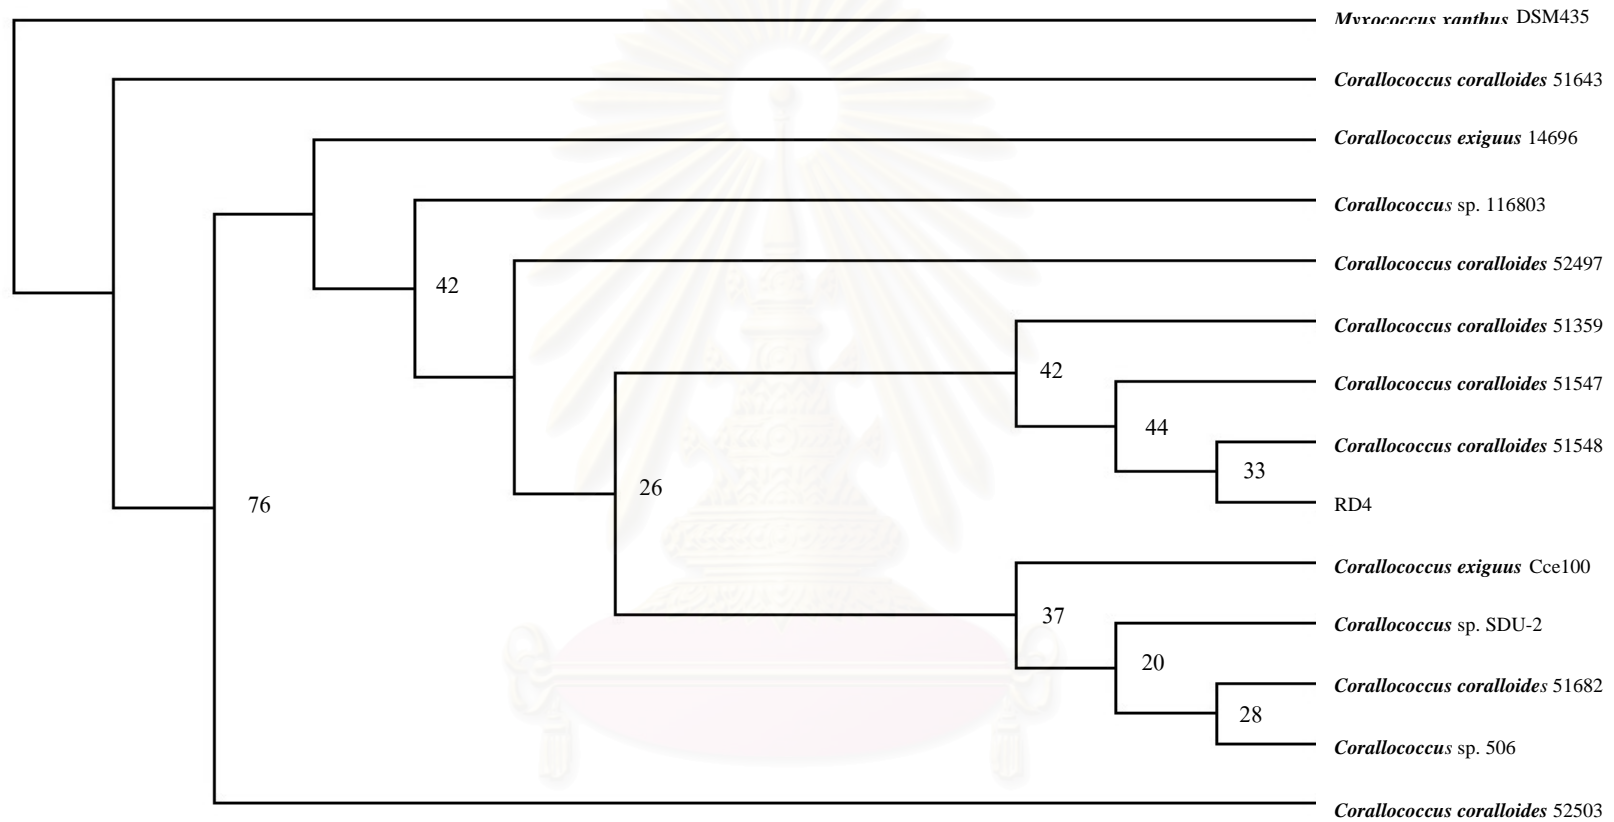 Myxococcus xanthus DSM435
Corallococcus coralloides 51643
Corallococcus exiguus 14696
Corallococcus sp. 116803
Corallococcus coralloides 52497
42
Corallococcus coralloides 51359
42
Corallococcus coralloides 51547
44
Corallococcus coralloides 51548
33
26
76
RD4
Corallococcus exiguus Cce100
37
Corallococcus sp. SDU-2
20
Corallococcus coralloides 51682
28
Corallococcus sp. 506
Corallococcus coralloides 52503